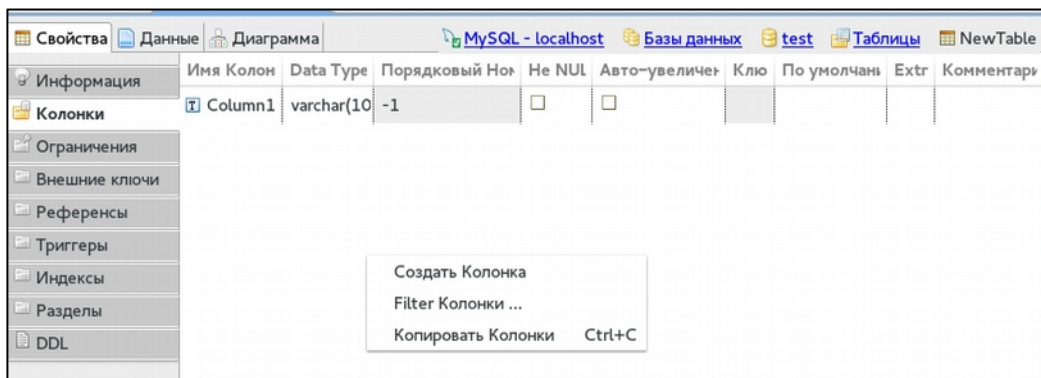 Свойства Данные Диаграмма MySQL - localhost Базы данных test Таблицы NewTable
Информация
Колонки
Ограничения
Внешние ключи
Референсы
Триггеры
Индексы
Разделы
DDL
Имя Колон Data Type Порядковый Ном Не NUL Авто-увеличен Клю По умолчани Extr Комментари
Column1 varchar(10 -1
Создать Колонка
Filter Колонки ...
Копировать Колонки Ctrl+C